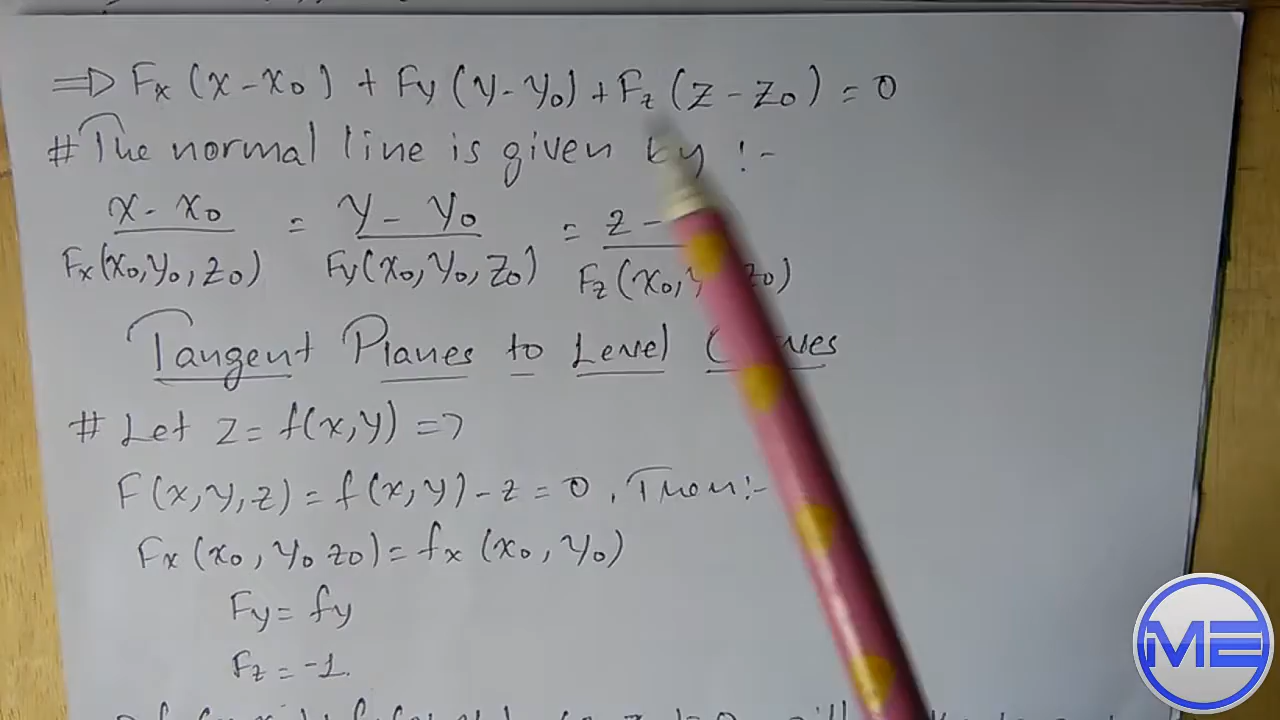 ⇒ Fx (x-x0) + Fy (y-y0) + Fz (z-z0) = 0
# The normal line is given by :-
x-x0 / Fx(x0,y0,z0) = y-y0 / Fy(x0,y0,z0) = z- / Fz(x0,y z0)
Tangent Planes to Level
# Let z = f(x,y) =>
F(x,y,z) = f(x,y) - z = 0, Then:-
Fx (x0, y0 z0) = fx (x0, y0)
Fy = fy
Fz = -1.
ME